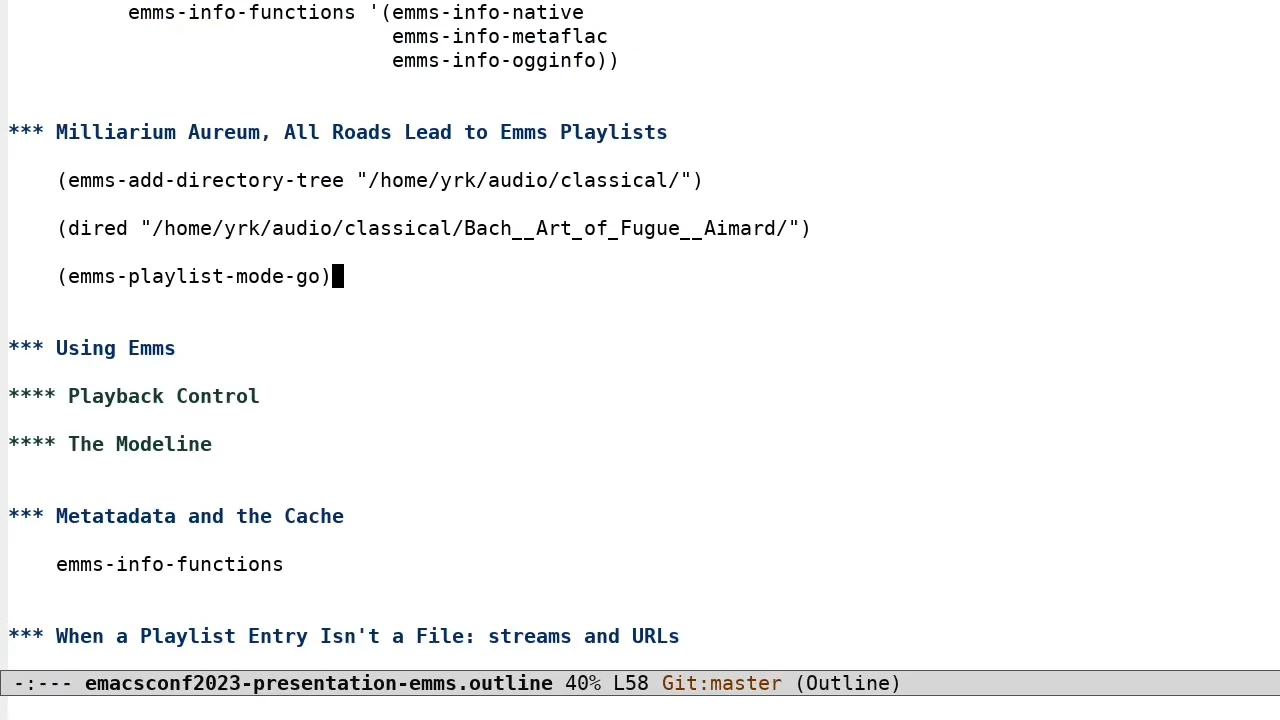 emms-info-functions '(emms-info-native
emms-info-metaflac
emms-info-ogginfo))
*** Milliarium Aureum, All Roads Lead to Emms Playlists
(emms-add-directory-tree "/home/yrk/audio/classical/")
(dired "/home/yrk/audio/classical/Bach__Art_of_Fugue__Aimard/")
(emms-playlist-mode-go)
*** Using Emms
**** Playback Control
**** The Modeline
*** Metatadata and the Cache
emms-info-functions
*** When a Playlist Entry Isn't a File: streams and URLs
-:--- emacsconf2023-presentation-emms.outline 40% L58 Git:master (Outline)